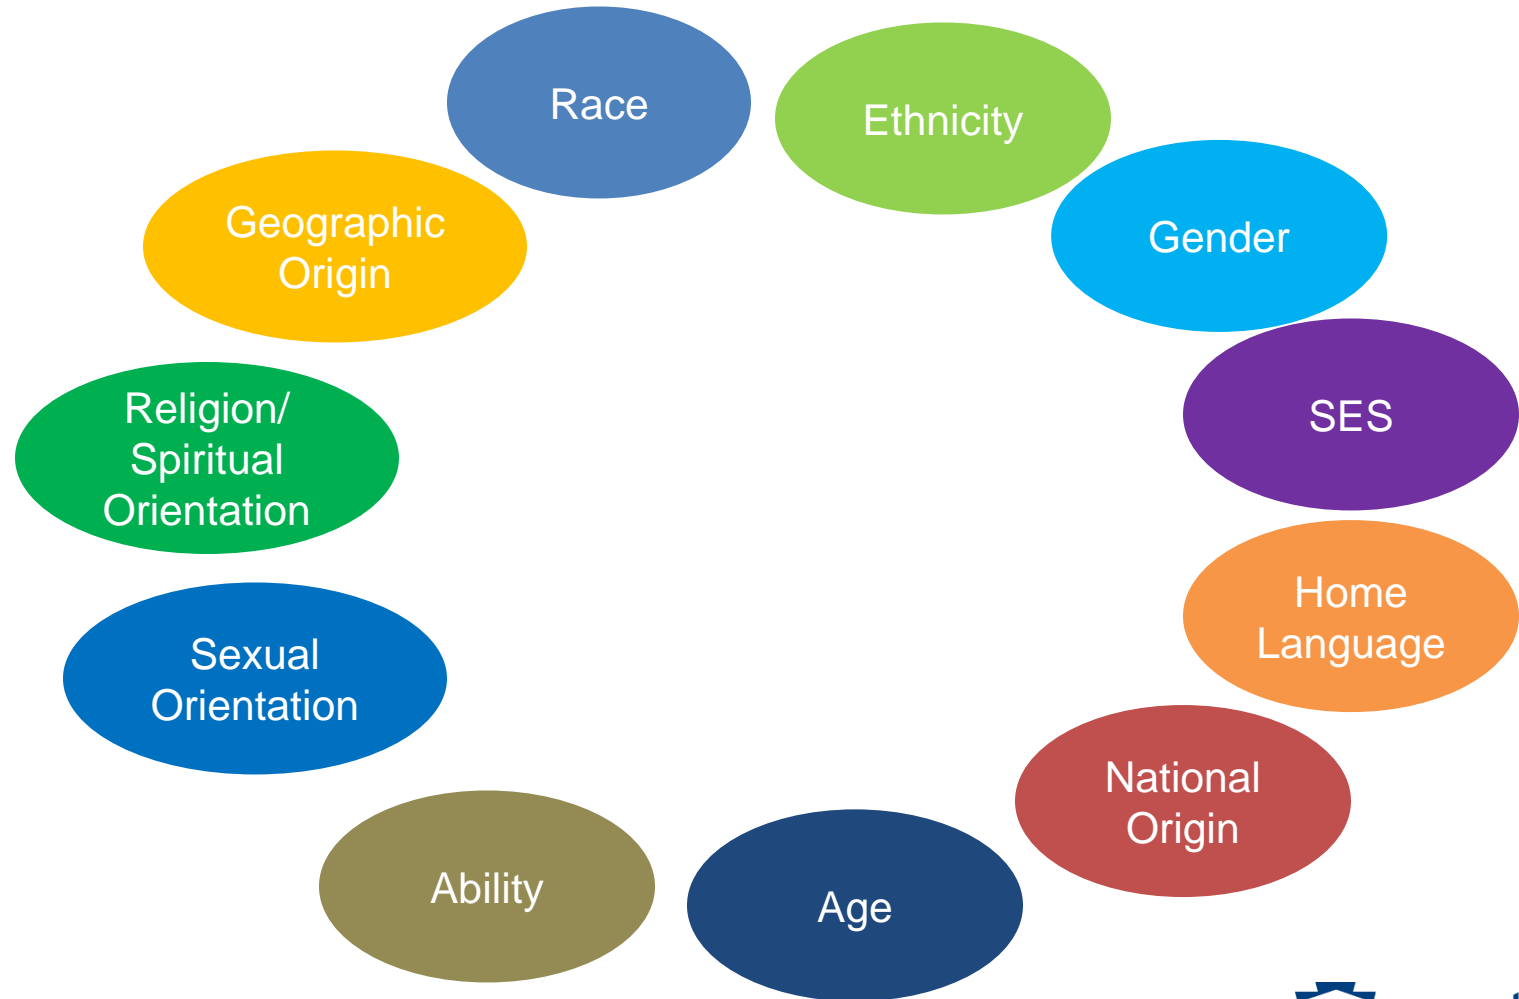 Race
Ethnicity
Gender
SES
Home
Language
National
Origin
Age
Ability
Sexual
Orientation
Religion/
Spiritual
Orientation
Geographic
Origin